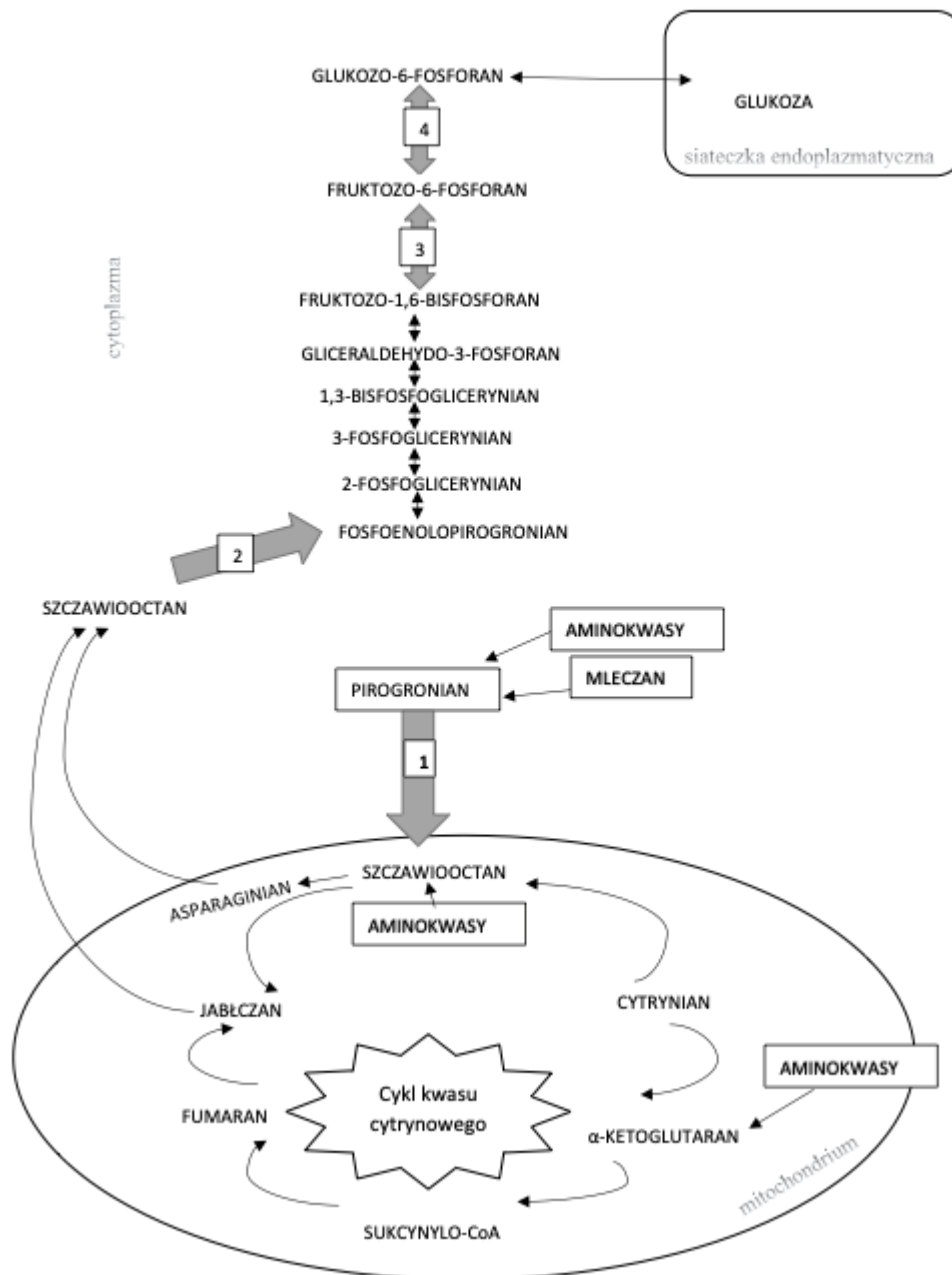 GLUKOZO-6-FOSFORAN
GLUKOZA
siateczka endoplazmatyczna
4
FRUKTOZO-6-FOSFORAN
3
cytoplazma
FRUKTOZO-1,6-BISFOSFORAN
GLICERALDEHYDO-3-FOSFORAN
1,3-BISFOSFOGLICERYNIAN
3-FOSFOGLICERYNIAN
2-FOSFOGLICERYNIAN
FOSFOENOLOPIROGRONIAN
2
SZCZAWIOOCTAN
AMINOKWASY
MLECZAN
PIROGRONIAN
1
SZCZAWIOOCTAN
ASPARAGINIAN
AMINOKWASY
JABŁCZAN
CYTRYNIAN
AMINOKWASY
Cykl kwasu
cytrynowego
FUMARAN
α-KETOGLUTARAN
mitochondrium
SUKCYNYLO-CoA